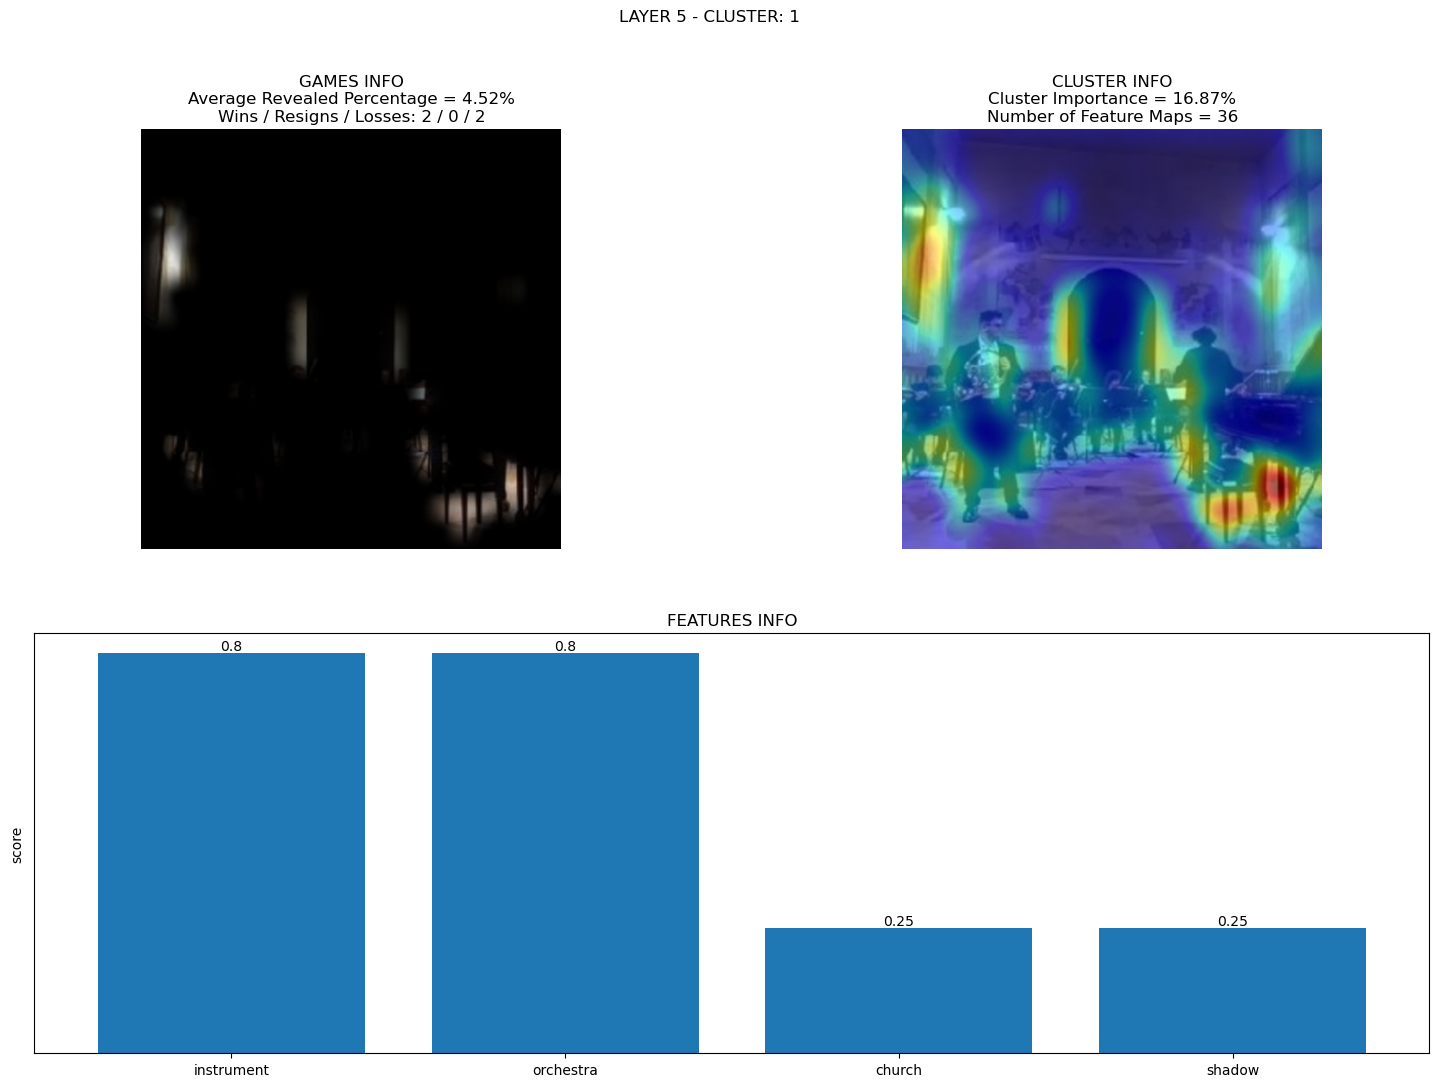 LAYER 5 - CLUSTER: 1
GAMES INFO
Average Revealed Percentage = 4.52%
Wins / Resigns / Losses: 2 / 0 / 2
CLUSTER INFO
Cluster Importance = 16.87%
Number of Feature Maps = 36
FEATURES INFO
score
0.8
0.8
0.25
0.25
instrument
orchestra
church
shadow